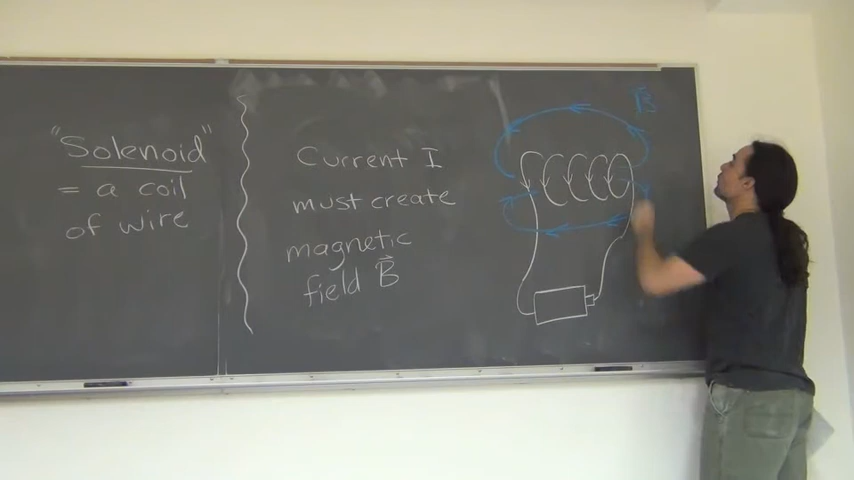 "Solenoid"
= a coil
of wire
Current I
must create
magnetic
field B⃗
B⃗